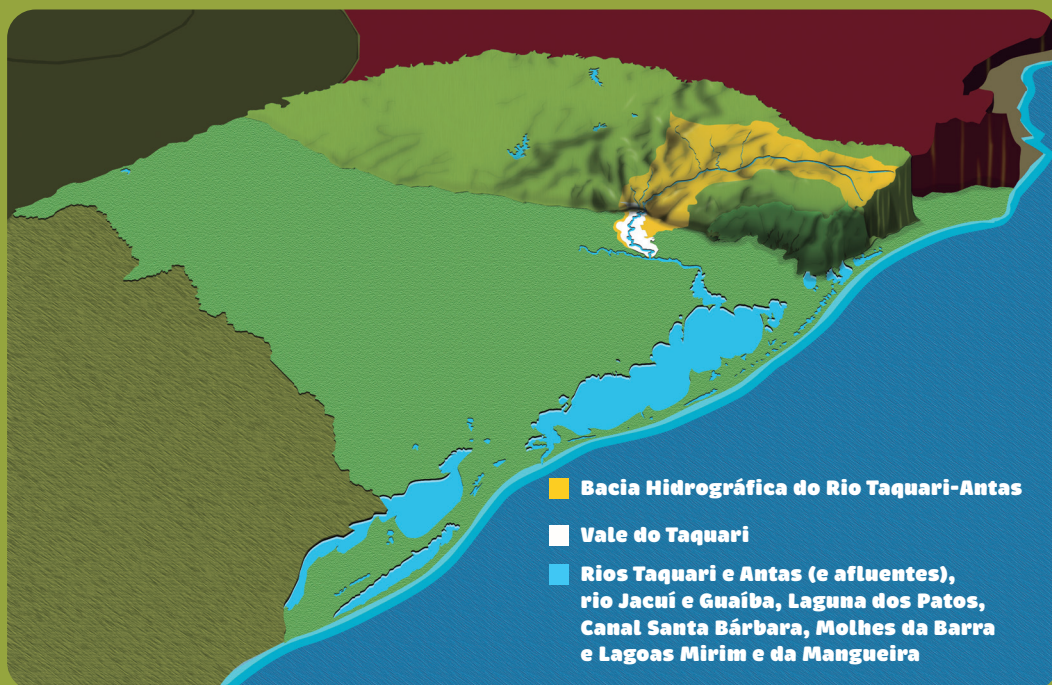 Bacia Hidrográfica do Rio Taquari-Antas
Vale do Taquari
Rios Taquari e Antas (e afluentes),
rio Jacuí e Guaíba, Laguna dos Patos,
Canal Santa Bárbara, Molhes da Barra
e Lagoas Mirim e da Mangueira